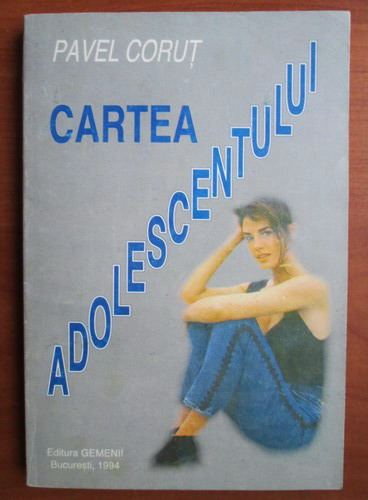 PAVEL CORUȚ
CARTEA
ADOLESCENTULUI
Editura GEMENII
București, 1994